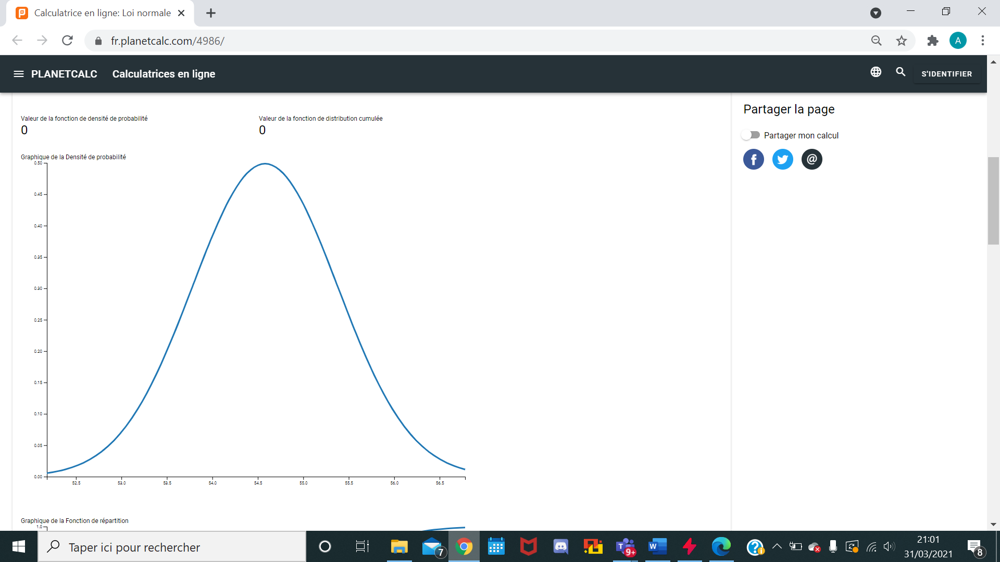 Calculatrice en ligne: Loi normale
fr.planetcalc.com/4986/
A
PLANETCALC
Calculatrices en ligne
S'IDENTIFIER
Valeur de la fonction de densité de probabilité
0
Valeur de la fonction de distribution cumulée
0
Partager la page
Partager mon calcul
Graphique de la Densité de probabilité
0.50
0.45
0.40
0.35
0.30
0.25
0.20
0.15
0.10
0.05
0.00
52.5 53.0 53.5 54.0 54.5 55.0 55.5 56.0 56.5
Graphique de la Fonction de répartition
1.0
Taper ici pour rechercher
7
T
9+
W
21:01
31/03/2021
8